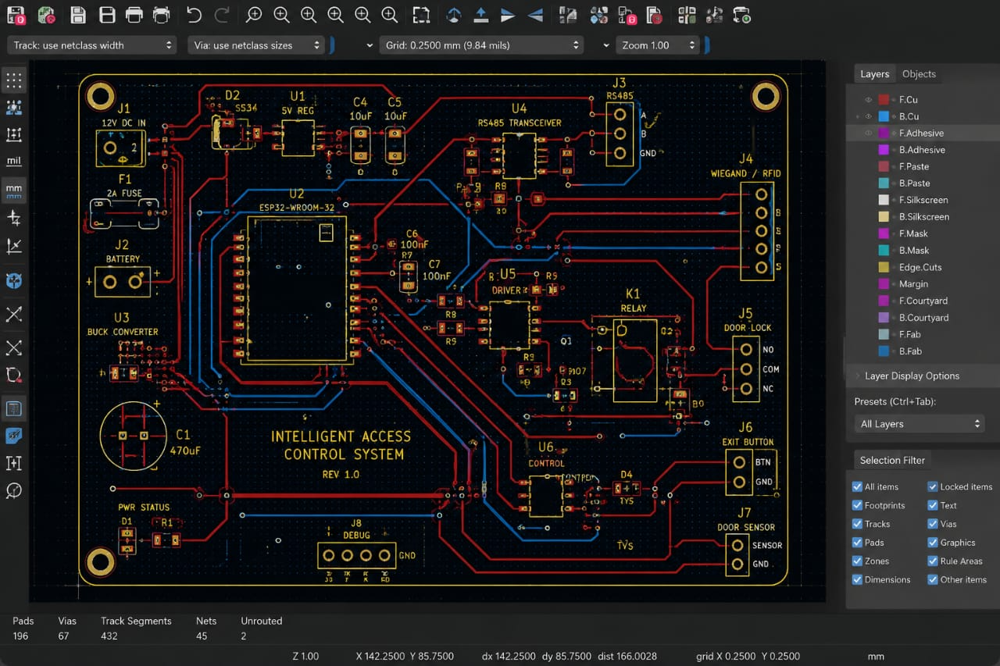 Track: use netclass width
Via: use netclass sizes
Grid: 0.2500 mm (9.84 mils)
Zoom 1.00
mil
mm
J1
12V DC IN
2
D2
S534
U1
5V REG
C4
10uF
C5
10uF
U4
RS485 TRANSCEIVER
J3
RS485
A
B
GND
J4
WIEGAND / RFID
F1
2A FUSE
U2
ESP32-WROOM-32
R8
J2
BATTERY
+
+
C6
100nF
R7
C7
100nF
U5
DRIVER
R9
R8
R9
K1
RELAY
U3
BUCK CONVERTER
J5
DOOR LOCK
NO
COM
NC
Q1
R3
+
C1
470uF
INTELLIGENT ACCESS
CONTROL SYSTEM
REV 1.0
U6
CONTROL
D4
TYS
TVs
J6
EXIT BUTTON
BTN
GND
PWR STATUS
D1
R1
J8
DEBUG
GND
J7
DOOR SENSOR
SENSOR
GND
Layers
Objects
F.Cu
B.Cu
F.Adhesive
B.Adhesive
F.Paste
B.Paste
F.Silkscreen
B.Silkscreen
F.Mask
B.Mask
Edge.Cuts
Margin
F.Courtyard
B.Courtyard
F.Fab
B.Fab
Layer Display Options
Presets (Ctrl+Tab):
All Layers
Selection Filter
All items
Locked items
Footprints
Text
Tracks
Vias
Pads
Graphics
Zones
Rule Areas
Dimensions
Other items
Pads
Vias
Track Segments
Nets
Unrouted
196
67
432
45
2
Z 1.00
X 142.2500 Y 85.7500
dx 142.2500 dy 85.7500 dist 166.0028
grid X 0.2500 Y 0.2500
mm